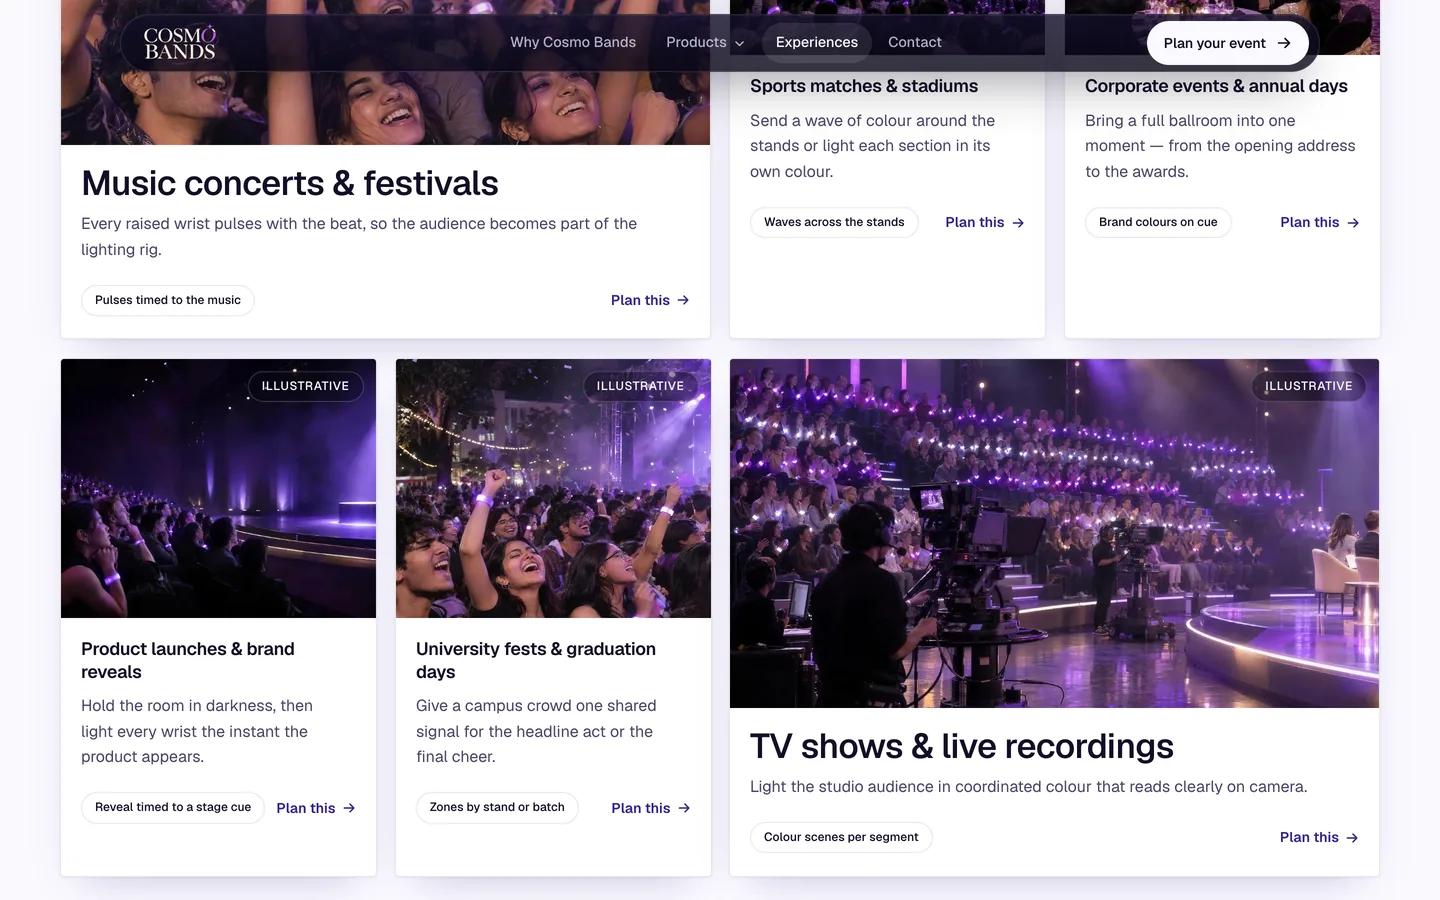 COSMO
BANDS
Why Cosmo Bands
Products
Experiences
Contact
Plan your event
Music concerts & festivals
Every raised wrist pulses with the beat, so the audience becomes part of the
lighting rig.
Pulses timed to the music
Plan this
Sports matches & stadiums
Send a wave of colour around the
stands or light each section in its
own colour.
Waves across the stands
Plan this
Corporate events & annual days
Bring a full ballroom into one
moment — from the opening address
to the awards.
Brand colours on cue
Plan this
ILLUSTRATIVE
Product launches & brand
reveals
Hold the room in darkness, then
light every wrist the instant the
product appears.
Reveal timed to a stage cue
Plan this
ILLUSTRATIVE
University fests & graduation
days
Give a campus crowd one shared
signal for the headline act or the
final cheer.
Zones by stand or batch
Plan this
ILLUSTRATIVE
TV shows & live recordings
Light the studio audience in coordinated colour that reads clearly on camera.
Colour scenes per segment
Plan this